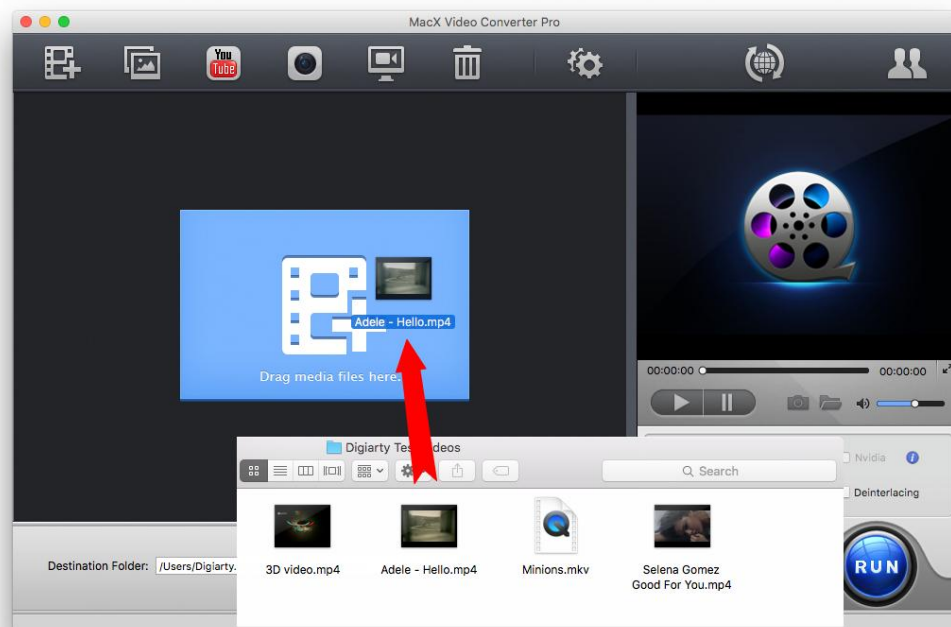 MacX Video Converter Pro
You
Tube
Adele - Hello.mp4
Drag media files here.
00:00:00
00:00:00
Nvidia
Deinterlacing
RUN
Destination Folder:
/Users/Digiarty.
Digiarty
Search
3D video.mp4
Adele - Hello.mp4
Minions.mkv
Selena Gomez
Good For You.mp4